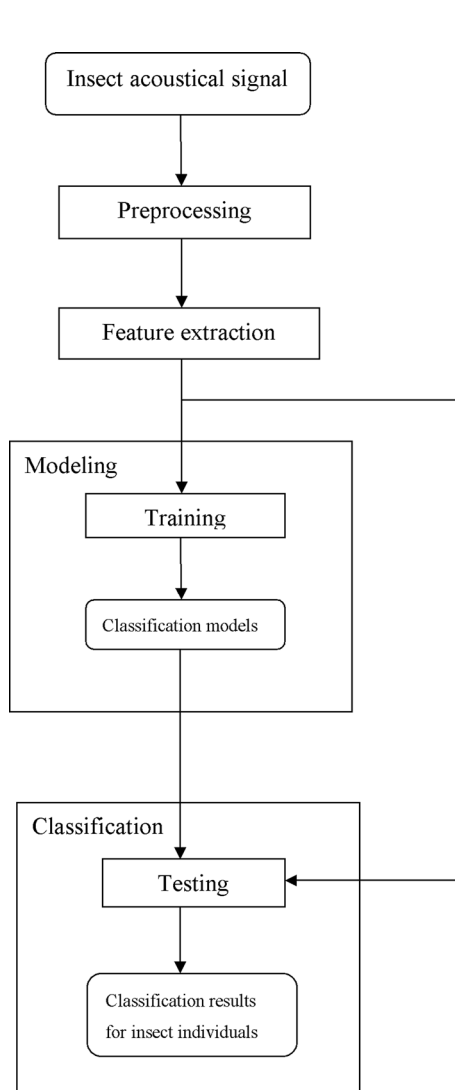 Insect acoustical signal
Preprocessing
Feature extraction
Modeling
Training
Classification models
Classification
Testing
Classification results
for insect individuals